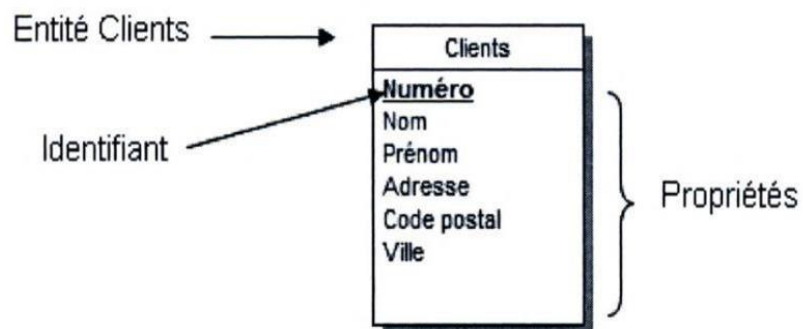 Entité Clients
Clients
Numéro
Nom
Identifiant
Prénom
Adresse
Propriétés
Code postal
Ville